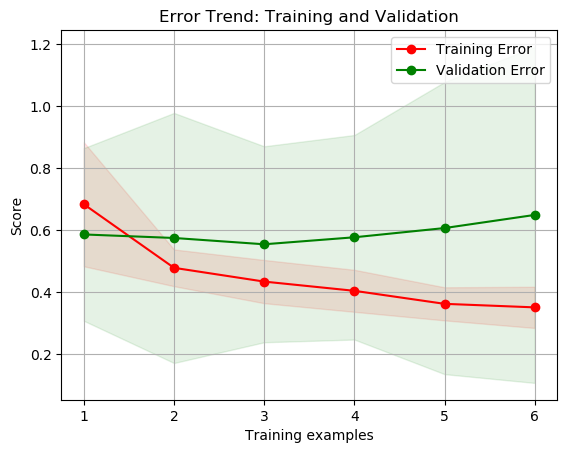 Error Trend: Training and Validation
Training Error
Validation Error
Score
1.2
1.0
0.8
0.6
0.4
0.2
1 2 3 4 5 6
Training examples